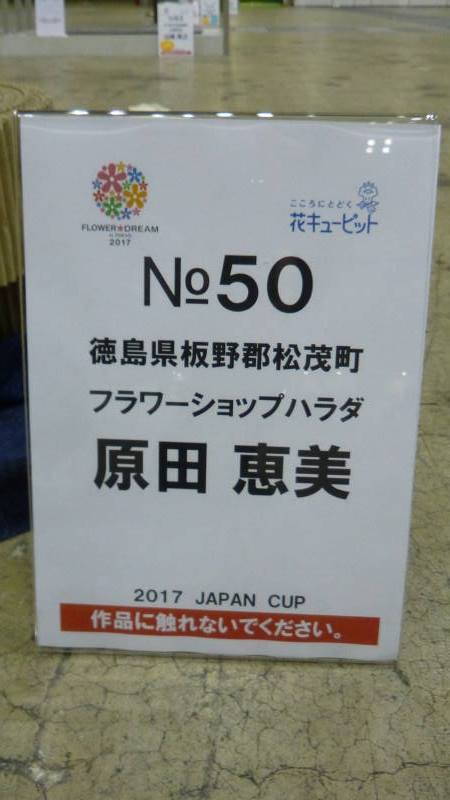 FLOWER★DREAM
IN TOKYO
2017
こころにとどく
花キューピット
№50
徳島県板野郡松茂町
フラワーショップハラダ
原田 恵美
2017 JAPAN CUP
作品に触れないでください。